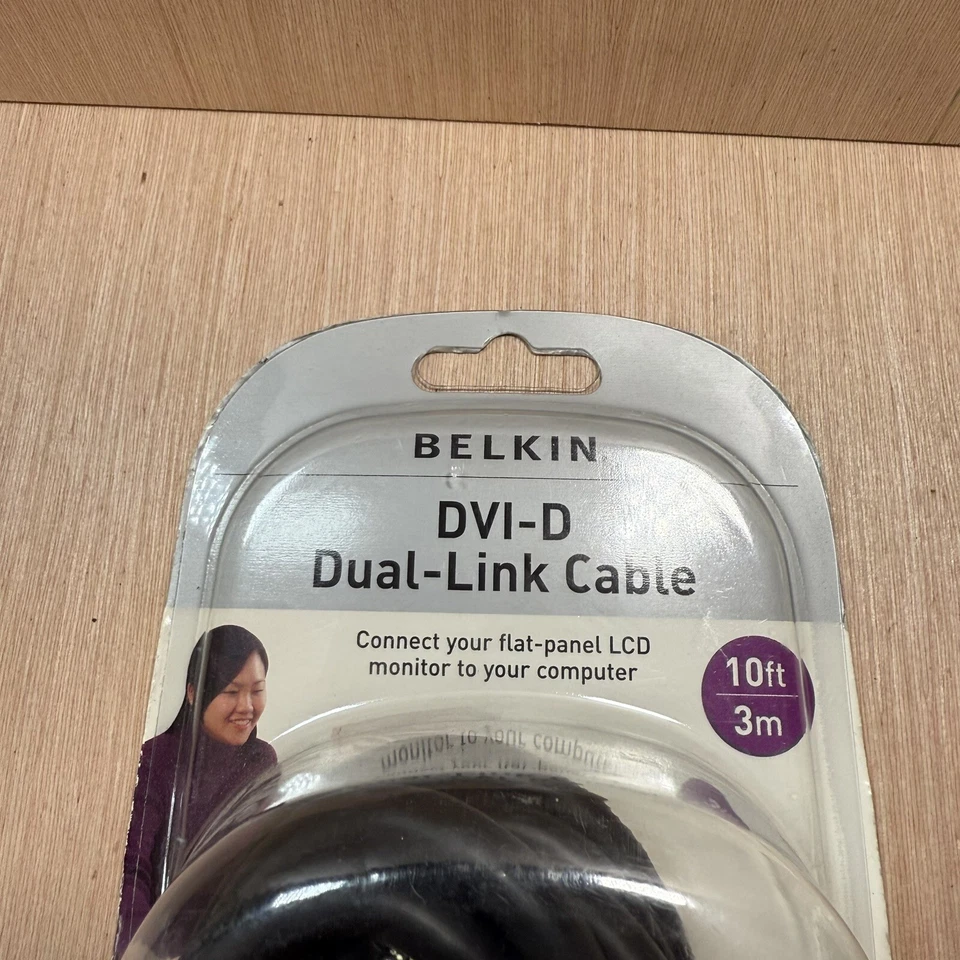 BELKIN
DVI-D
Dual-Link Cable
Connect your flat-panel LCD
monitor to your computer
10ft
3m